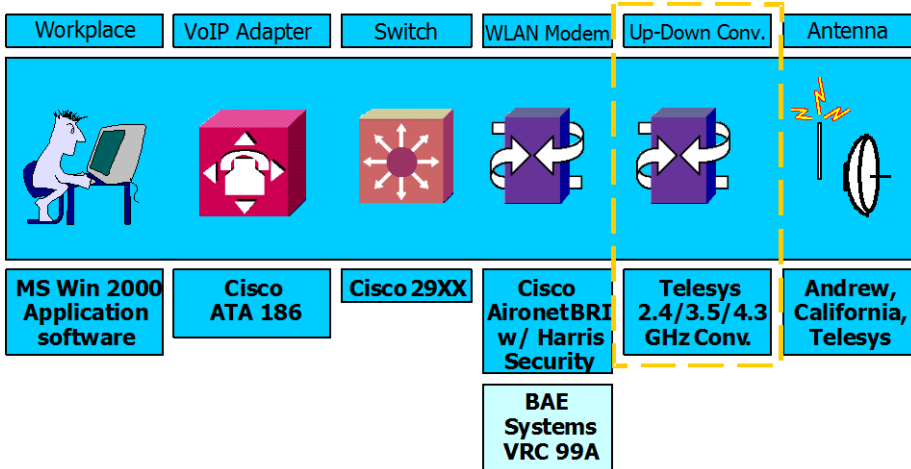 Workplace
VoIP Adapter
Switch
WLAN Modem
Up-Down Conv.
Antenna
MS Win 2000
Application
software
Cisco
ATA 186
Cisco 29XX
Cisco
AironetBRI
w/ Harris
Security
Telesys
2.4/3.5/4.3
GHz Conv.
Andrew,
California,
Telesys
BAE
Systems
VRC 99A